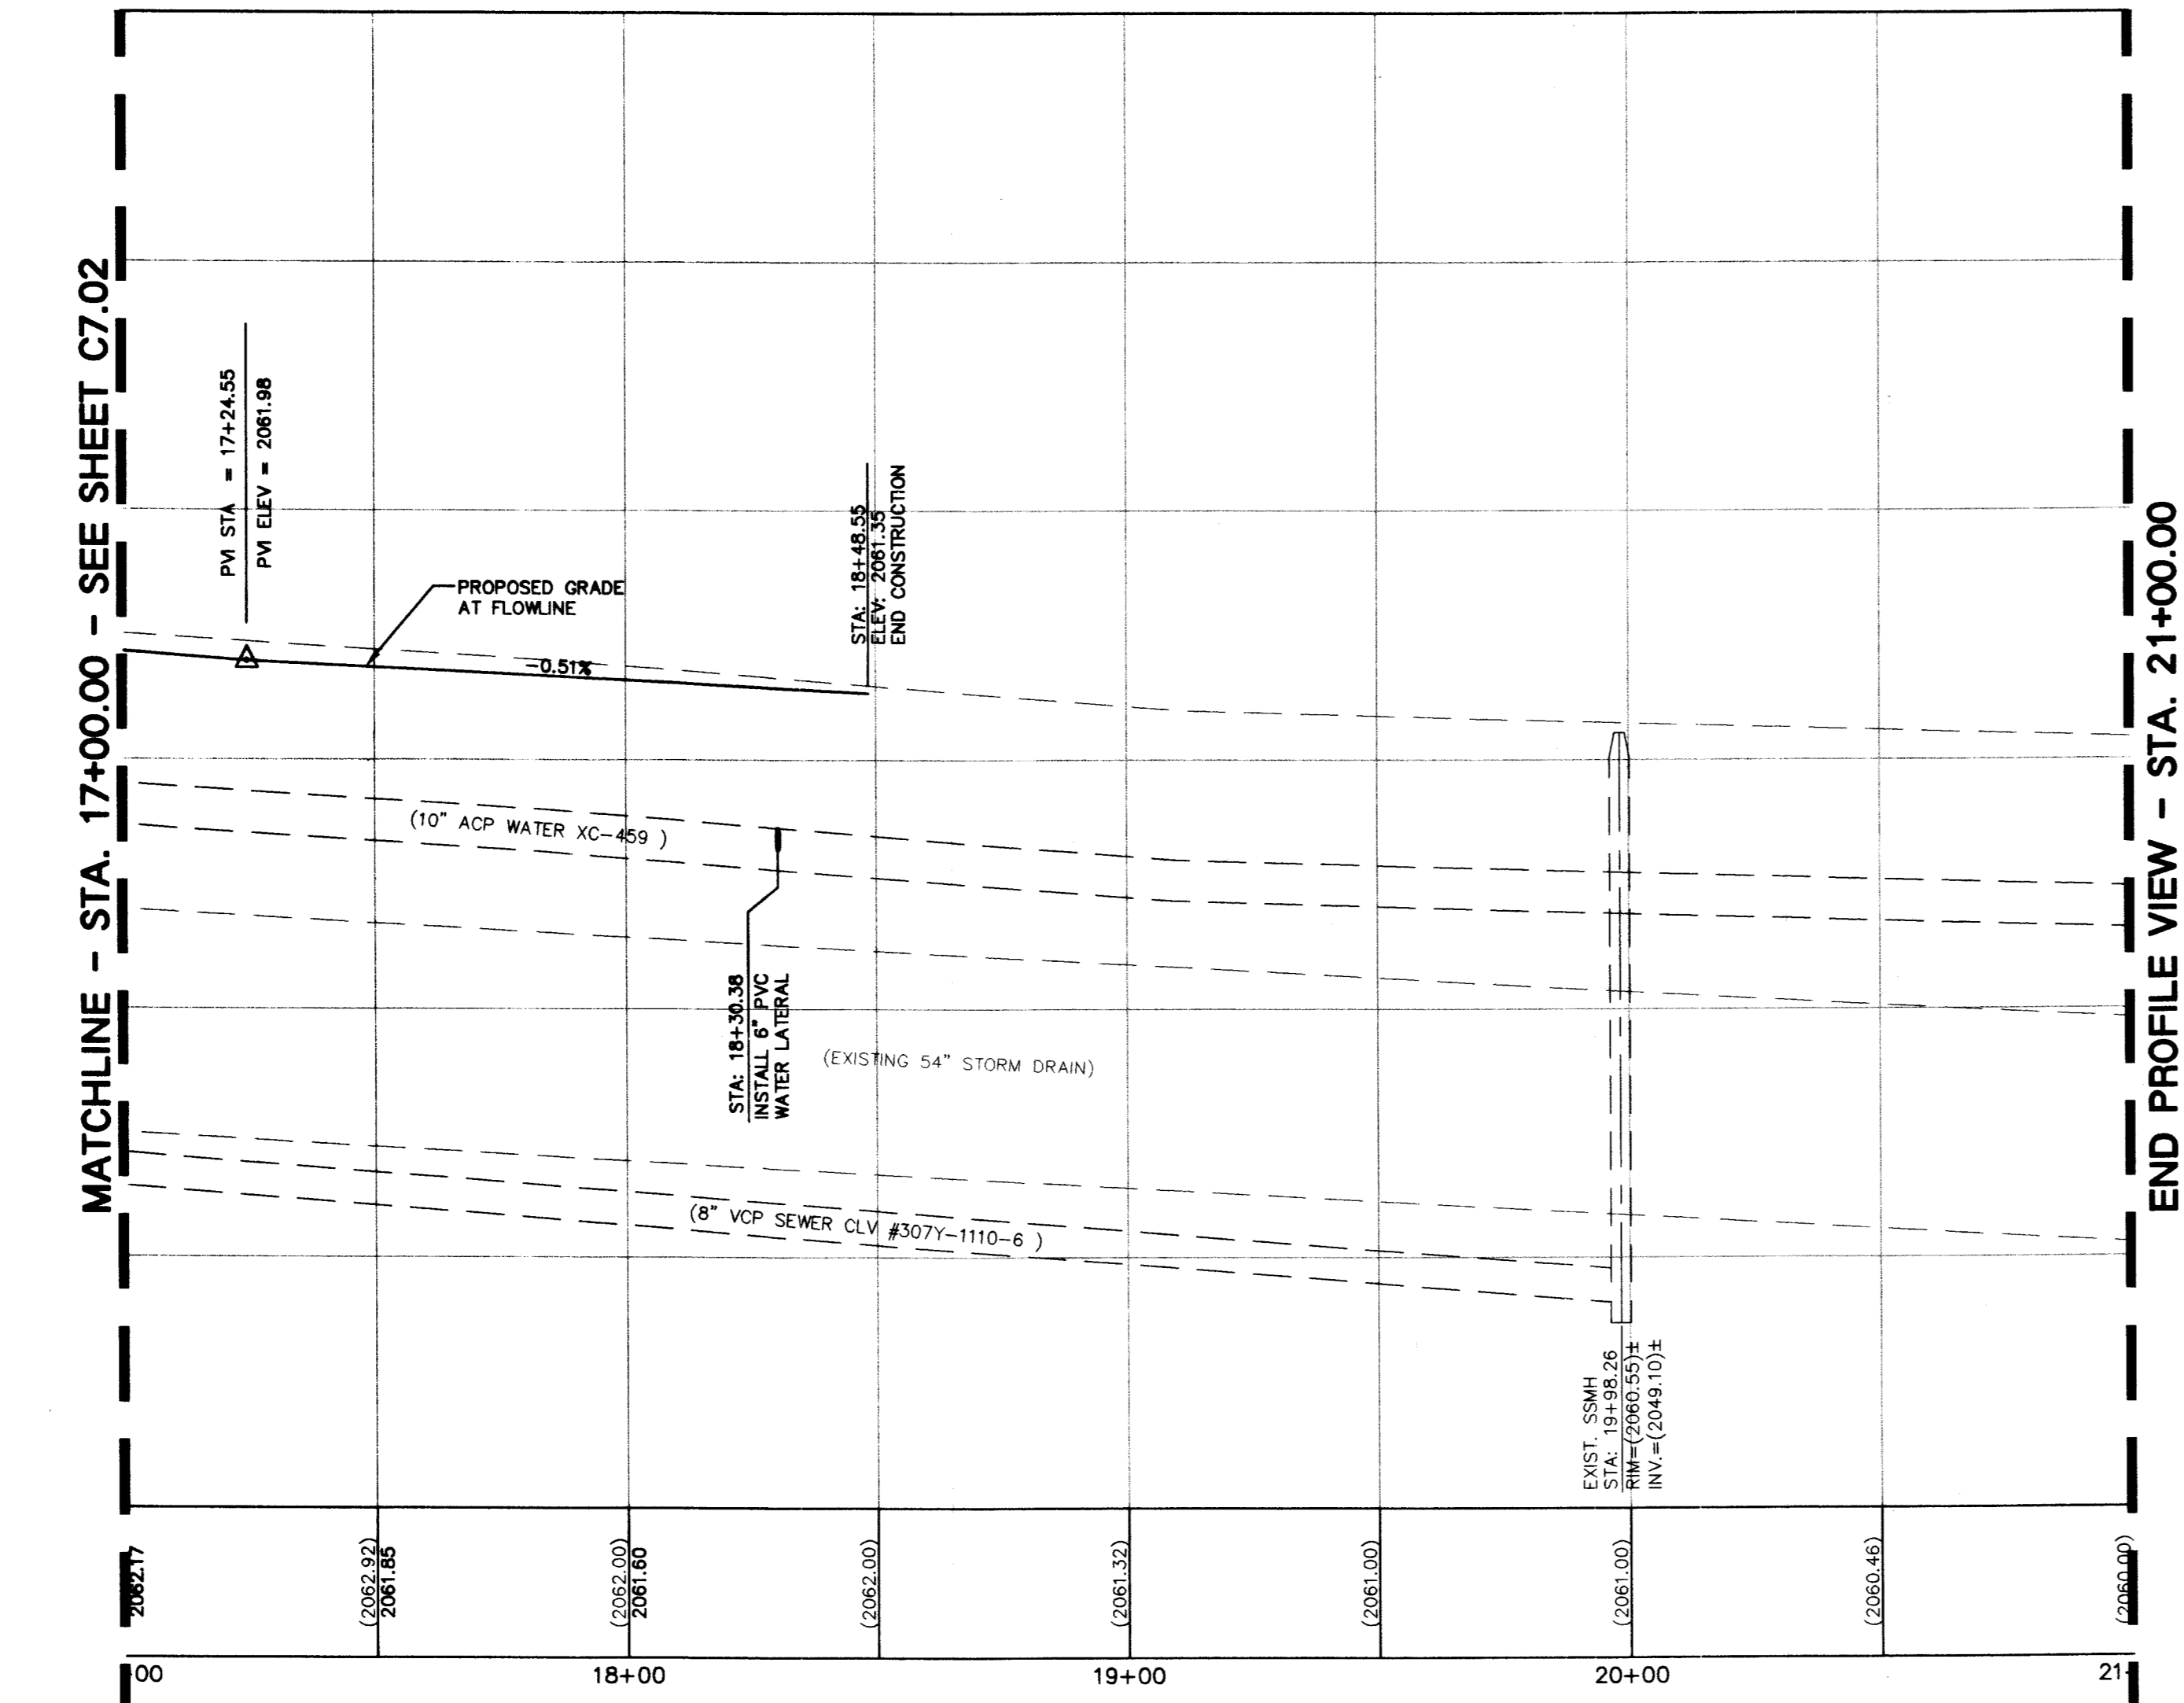 MATCHLINE - STA. 17+00.00 - SEE SHEET C7.02
PVI STA = 17+24.55
PVI ELEV = 2061.98
PROPOSED GRADE
AT FLOWLINE
-0.51%
STA: 18+48.55
ELEV: 2061.35
END CONSTRUCTION
(10" ACP WATER XC-459 )
STA: 18+30.38
INSTALL 6" PVC
WATER LATERAL
(EXISTING 54" STORM DRAIN)
(8" VCP SEWER CLV #307Y-1110-6 )
EXIST. SSMH
STA: 19+98.26
RIM=(2060.55)±
INV.=(2049.10)±
END PROFILE VIEW - STA. 21+00.00
2062.17
(2062.92)
2061.85
(2062.00)
2061.60
(2062.00)
(2061.32)
(2061.00)
(2061.00)
(2060.46)
(2060.00)
+00
18+00
19+00
20+00
21+